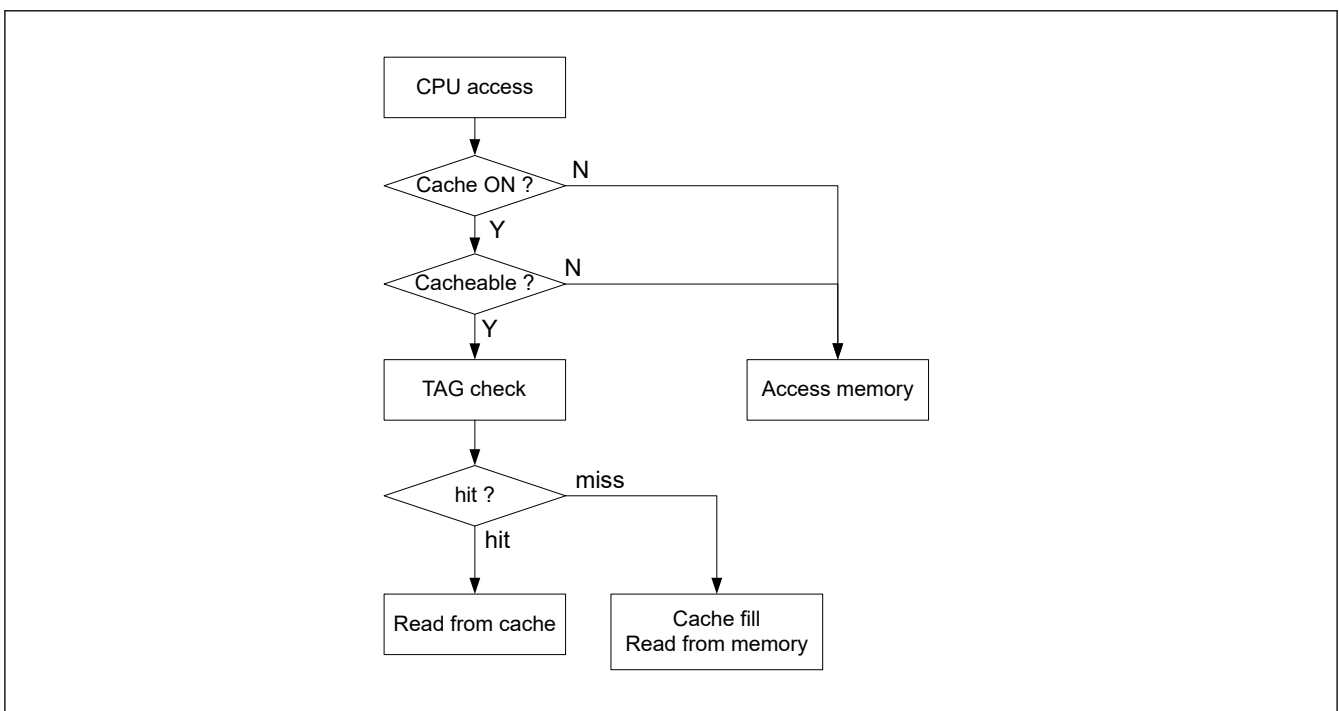 CPU access
Cache ON ?
N
Y
Cacheable ?
N
Y
TAG check
Access memory
hit ?
miss
hit
Read from cache
Cache fill
Read from memory